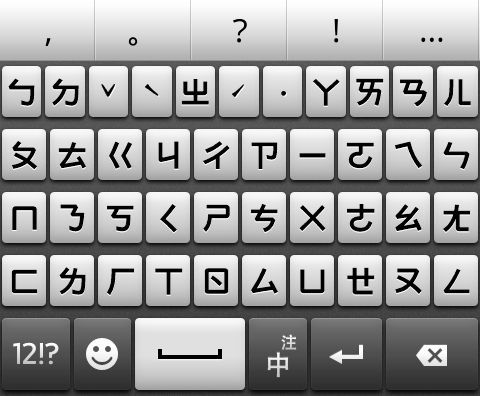 , 。 ? ! ...
ㄅ ㄉ ˇ ˋ ㄓ ˊ ˙ ㄚ ㄞ ㄢ ㄦ
ㄆ ㄊ ㄍ ㄐ ㄔ ㄗ ㄧ ㄛ ㄟ ㄣ
ㄇ ㄋ ㄎ ㄑ ㄕ ㄘ ㄨ ㄜ ㄠ ㄤ
ㄈ ㄌ ㄏ ㄒ ㄖ ㄙ ㄩ ㄝ ㄡ ㄥ
12!? 注 中